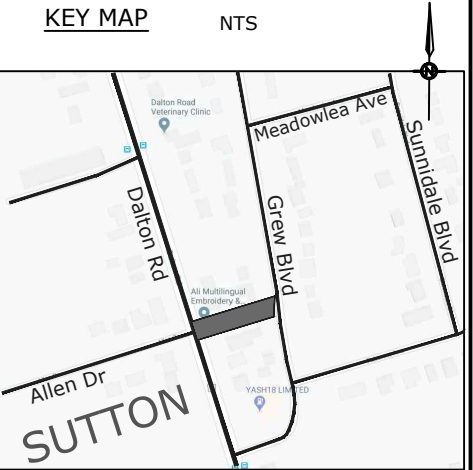 KEY MAP
NTS
N
Dalton Road
Veterinary Clinic
Meadowlea Ave
Sunnidale Blvd
Dalton Rd
Grew Blvd
Ali Multilingual
Embroidery &...
Allen Dr
YASH18 LIMITED
SUTTON